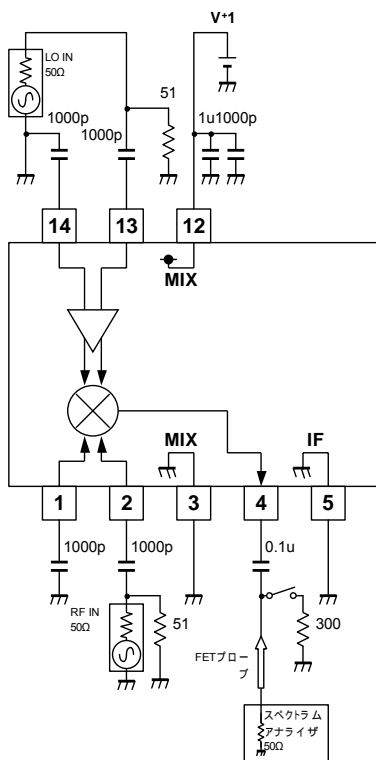 V+1
LO IN
50Ω
51
1000p
1000p
1u
1000p
14
13
12
MIX
MIX
IF
1
2
3
4
5
1000p
1000p
0.1u
RF IN
50Ω
51
300
FETプロー
ブ
スペクトラム
アナライザ
50Ω